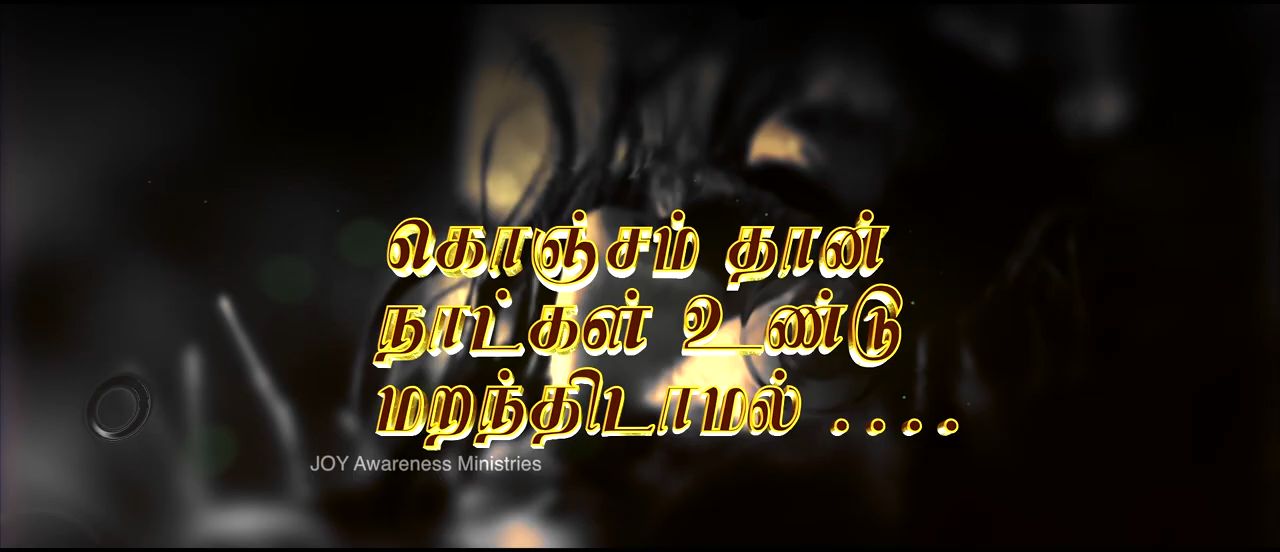 கொஞ்சம் தான்
நாட்கள் உண்டு
மறந்திடாமல் ....
JOY Awareness Ministries